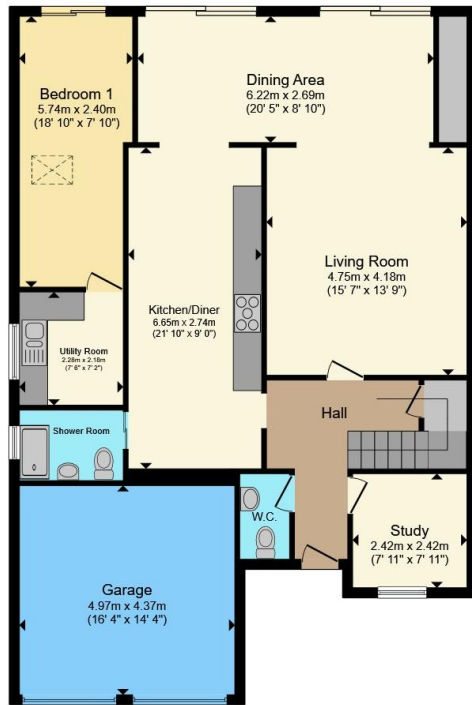 Bedroom 1
5.74m x 2.40m
(18' 10" x 7' 10")
Dining Area
6.22m x 2.69m
(20' 5" x 8' 10")
Living Room
4.75m x 4.18m
(15' 7" x 13' 9")
Kitchen/Diner
6.65m x 2.74m
(21' 10" x 9' 0")
Utility Room
2.28m x 2.18m
(7' 6" x 7' 2")
Hall
Shower Room
W.C.
Study
2.42m x 2.42m
(7' 11" x 7' 11")
Garage
4.97m x 4.37m
(16' 4" x 14' 4")